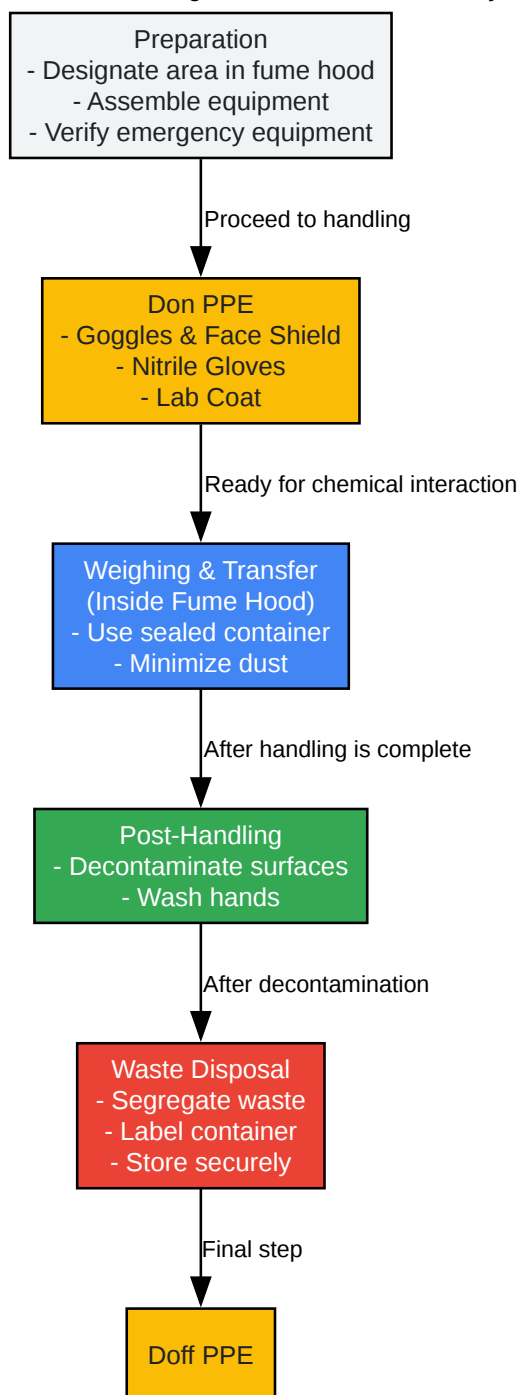 Preparation
- Designate area in fume hood
- Assemble equipment
- Verify emergency equipment
Proceed to handling
Don PPE
- Goggles & Face Shield
- Nitrile Gloves
- Lab Coat
Ready for chemical interaction
Weighing & Transfer
(Inside Fume Hood)
- Use sealed container
- Minimize dust
After handling is complete
Post-Handling
- Decontaminate surfaces
- Wash hands
After decontamination
Waste Disposal
- Segregate waste
- Label container
- Store securely
Final step
Doff PPE